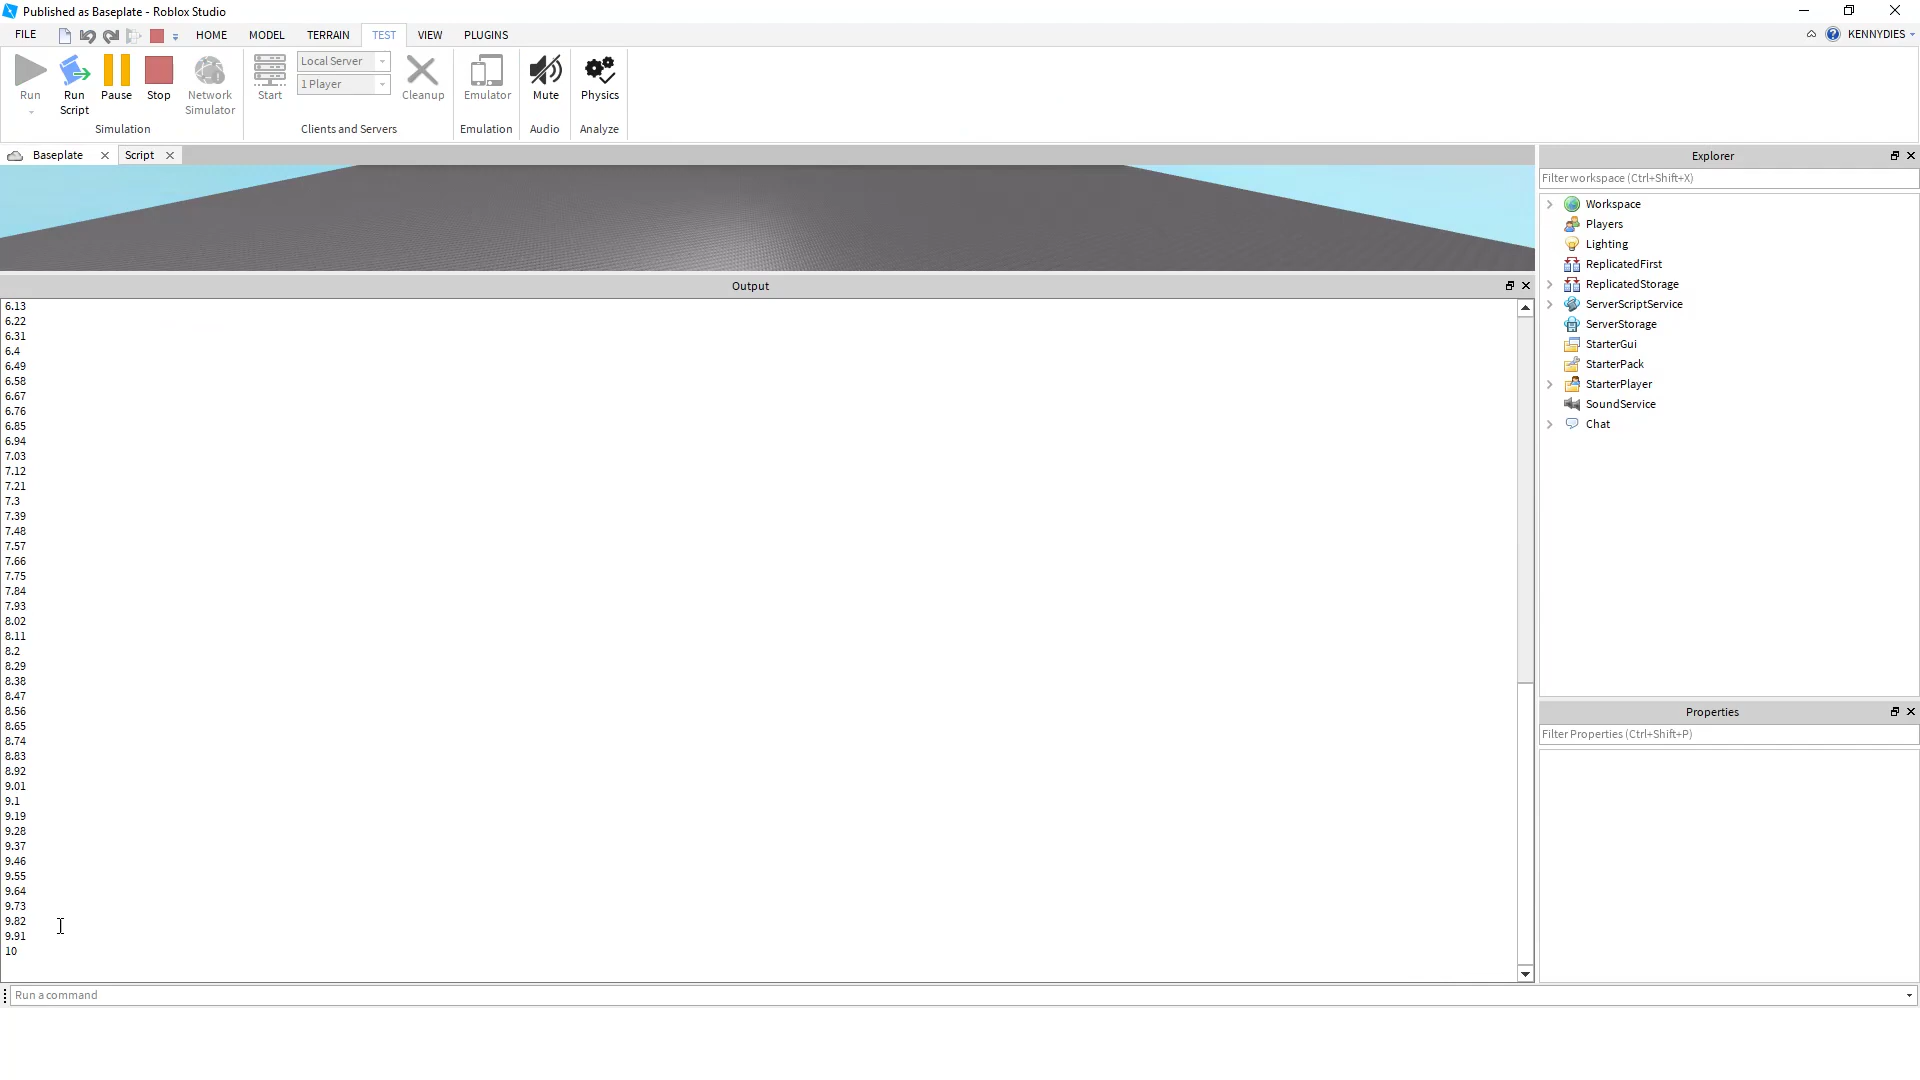 Published as Baseplate - Roblox Studio
FILE HOME MODEL TERRAIN TEST VIEW PLUGINS KENNYDIES
Run Run Script Pause Stop Network Simulator
Simulation
Start Local Server 1 Player Cleanup
Clients and Servers
Emulator
Emulation
Mute
Audio
Physics
Analyze
Baseplate Script
Output
6.13
6.22
6.31
6.4
6.49
6.58
6.67
6.76
6.85
6.94
7.03
7.12
7.21
7.3
7.39
7.48
7.57
7.66
7.75
7.84
7.93
8.02
8.11
8.2
8.29
8.38
8.47
8.56
8.65
8.74
8.83
8.92
9.01
9.1
9.19
9.28
9.37
9.46
9.55
9.64
9.73
9.82
9.91
10
Run a command
Explorer
Filter workspace (Ctrl+Shift+X)
Workspace
Players
Lighting
ReplicatedFirst
ReplicatedStorage
ServerScriptService
ServerStorage
StarterGui
StarterPack
StarterPlayer
SoundService
Chat
Properties
Filter Properties (Ctrl+Shift+P)